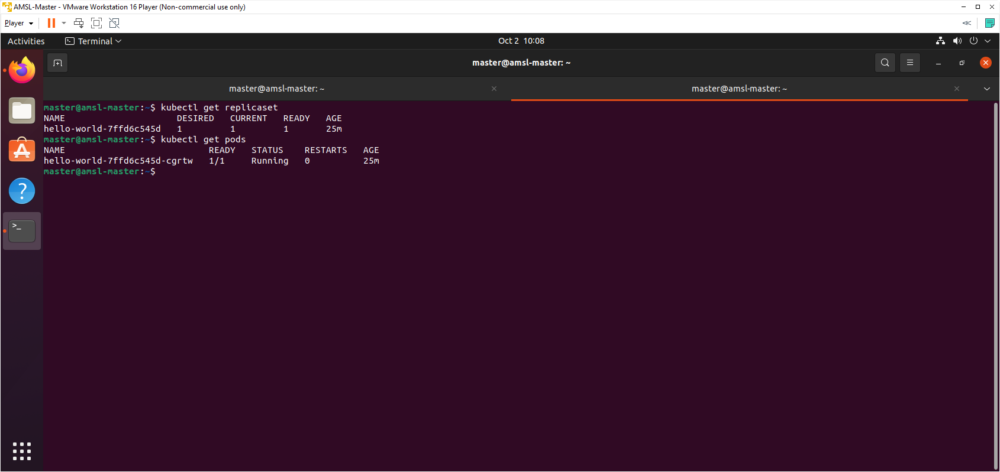 AMSL-Master - VMware Workstation 16 Player (Non-commercial use only)
Player
Activities Terminal Oct 2 10:08
master@amsl-master: ~
master@amsl-master: ~ master@amsl-master: ~
master@amsl-master:~$ kubectl get replicaset
NAME DESIRED CURRENT READY AGE
hello-world-7ffd6c545d 1 1 1 25m
master@amsl-master:~$ kubectl get pods
NAME READY STATUS RESTARTS AGE
hello-world-7ffd6c545d-cgrtw 1/1 Running 0 25m
master@amsl-master:~$